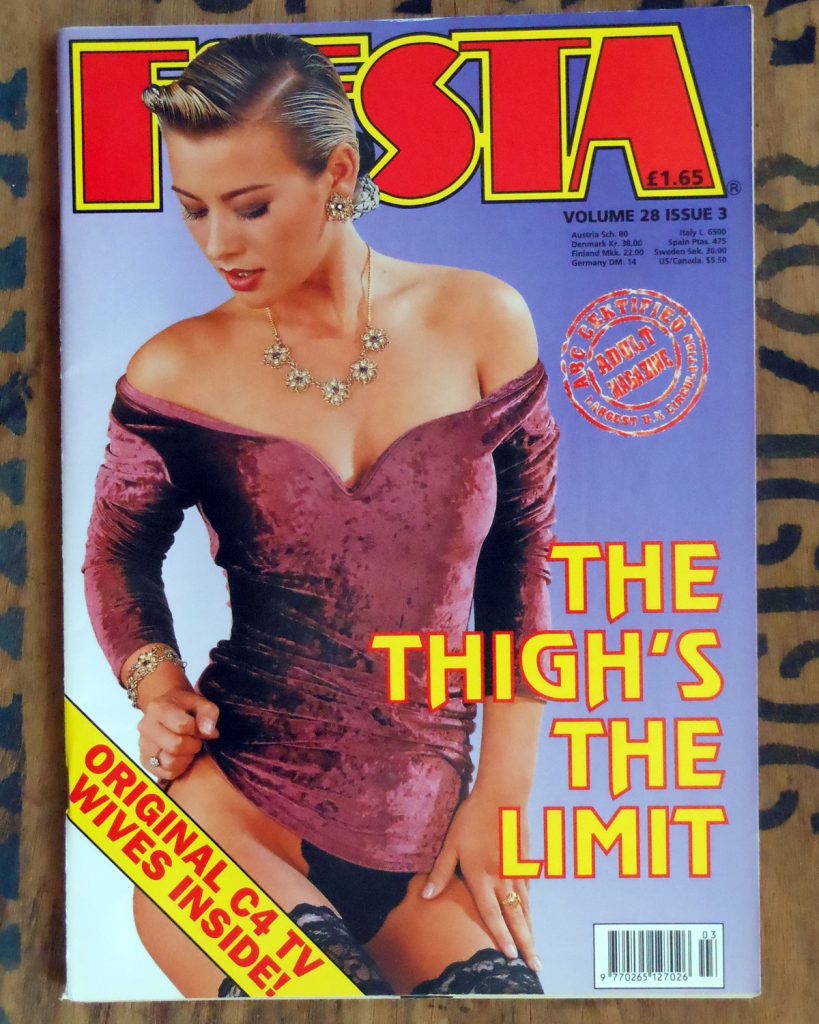 FIESTA
£1.65
®
VOLUME 28 ISSUE 3
Austria Sch. 80 Italy L. 6500
Denmark Kr. 38.00 Spain Ptas. 475
Finland Mkk. 22.00 Sweden Sek. 30.00
Germany DM. 14 US/Canada. $5.50
ABC CERTIFIED
ADULT
MAGAZINE
LARGEST U.K CIRCULATION
THE
THIGH'S
THE
LIMIT
ORIGINAL C4 TV
WIVES INSIDE!
03
9 770265 127026